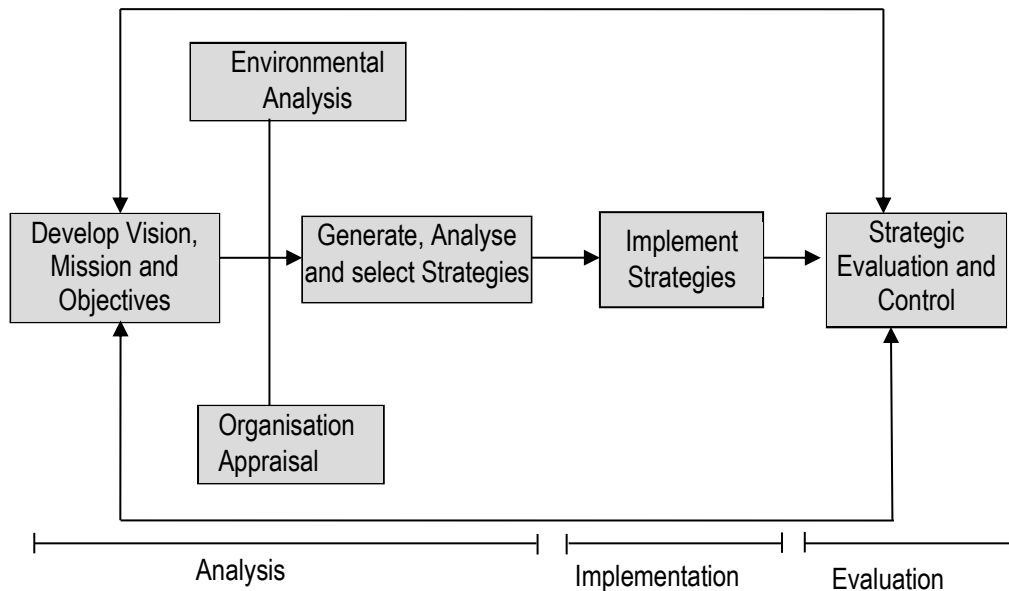 Environmental
Analysis
Develop Vision,
Mission and
Objectives
Generate, Analyse
and select Strategies
Implement
Strategies
Strategic
Evaluation and
Control
Organisation
Appraisal
Analysis
Implementation
Evaluation